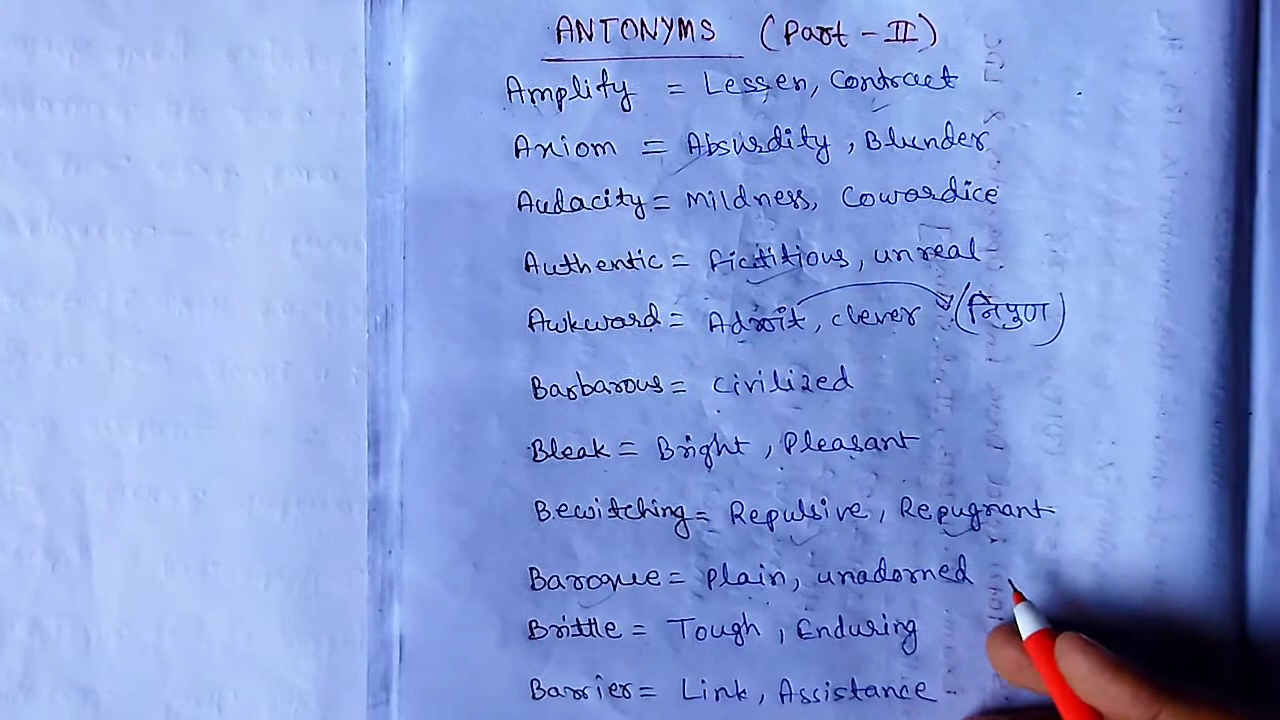 ANTONYMS (Part - II)
Amplify = Lessen, Contract
Axiom = Absurdity, Blunder
Audacity = Mildness, Cowardice
Authentic = Fictitious, unreal
Awkward = Adroit, clever (निपुण)
Barbarous = Civilized
Bleak = Bright, Pleasant
Bewitching = Repulsive, Repugnant
Baroque = Plain, unadorned
Brittle = Tough, Enduring
Barrier = Link, Assistance